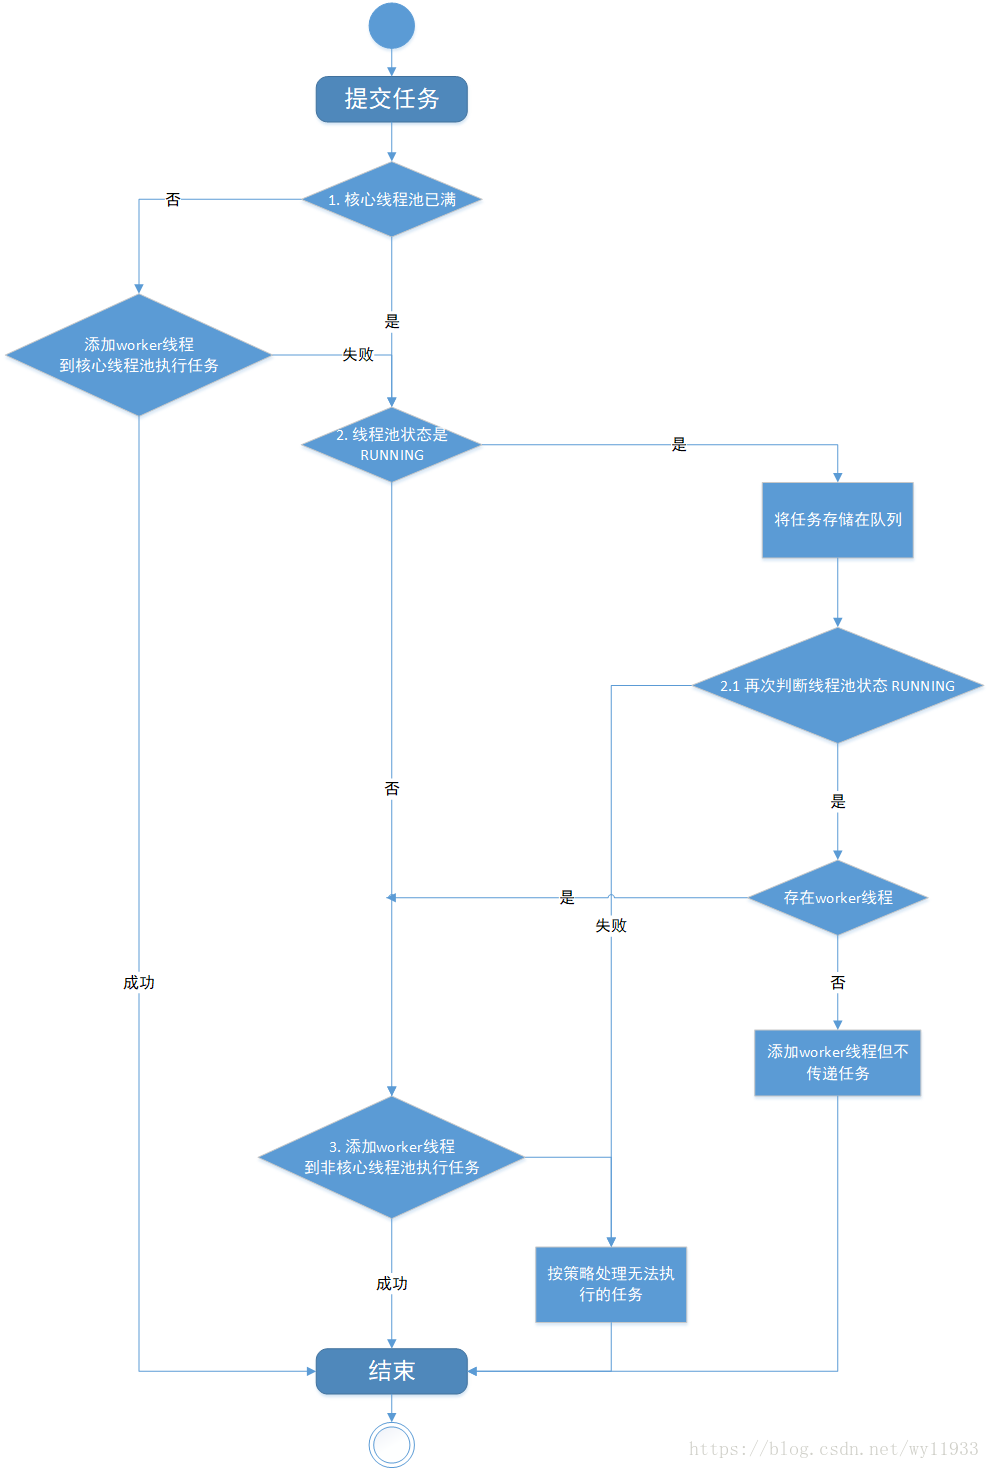 提交任务
1. 核心线程池已满
否
是
添加worker线程
到核心线程池执行任务
失败
2. 线程池状态是
RUNNING
是
将任务存储在队列
2.1 再次判断线程池状态 RUNNING
否
是
是
存在worker线程
失败
成功
否
添加worker线程但不
传递任务
3. 添加worker线程
到非核心线程池执行任务
按策略处理无法执
行的任务
成功
结束
https://blog.csdn.net/wy11933